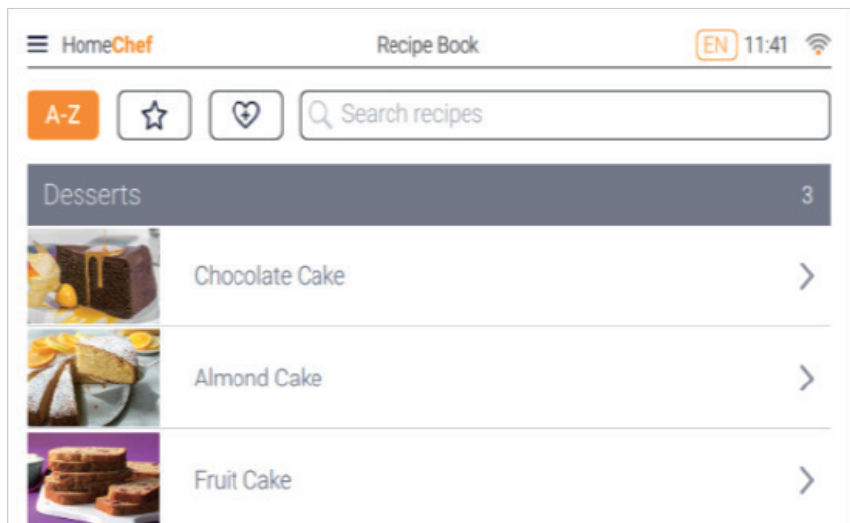 HomeChef Recipe Book EN 11:41
A-Z Search recipes
Desserts 3
Chocolate Cake
Almond Cake
Fruit Cake